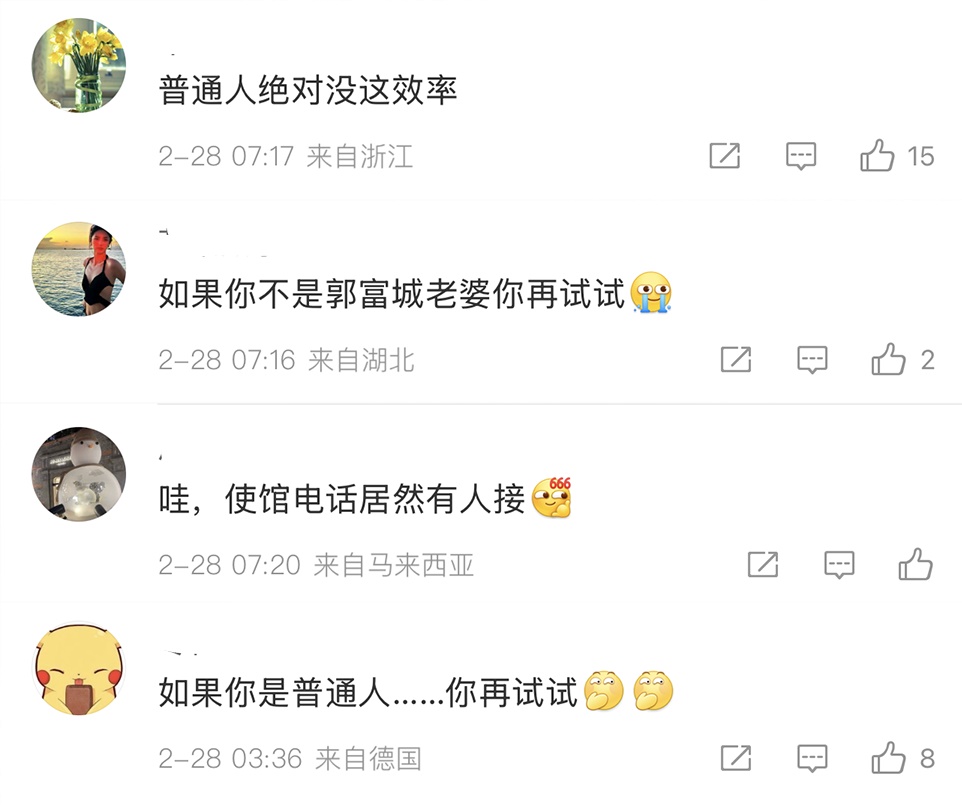 普通人绝对没这效率
2-28 07:17 来自浙江
15
如果你不是郭富城老婆你再试试
2-28 07:16 来自湖北
2
哇，使馆电话居然有人接
666
2-28 07:20 来自马来西亚
如果你是普通人……你再试试
2-28 03:36 来自德国
8